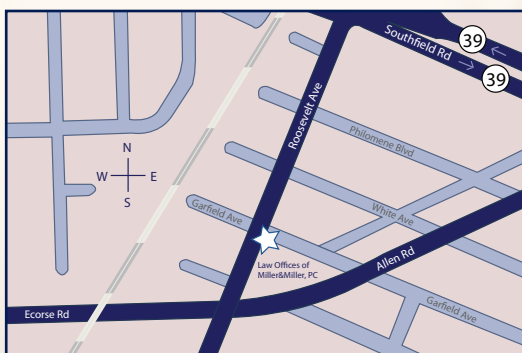 39
Southfield Rd
39
Roosevelt Ave
Philomene Blvd
N
W
E
S
White Ave
Garfield Ave
Law Offices of
Miller&Miller, PC
Allen Rd
Garfield Ave
Ecorse Rd